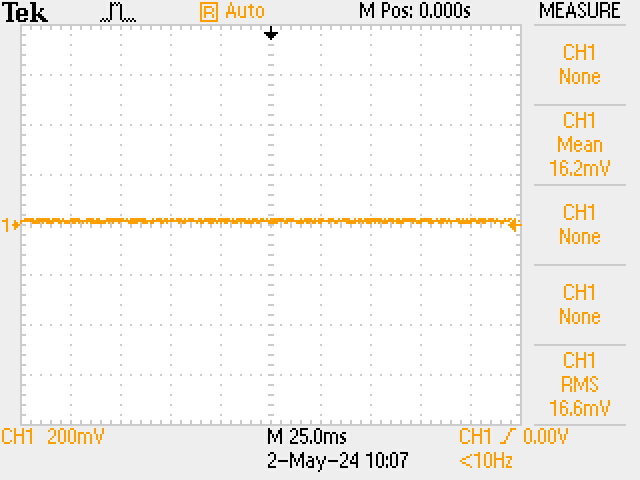 Tek R Auto M Pos: 0.000s MEASURE
CH1
None
CH1
Mean
16.2mV
1
CH1
None
CH1
None
CH1
RMS
16.6mV
CH1 200mV M 25.0ms CH1 0.00V
2-May-24 10:07 <10Hz